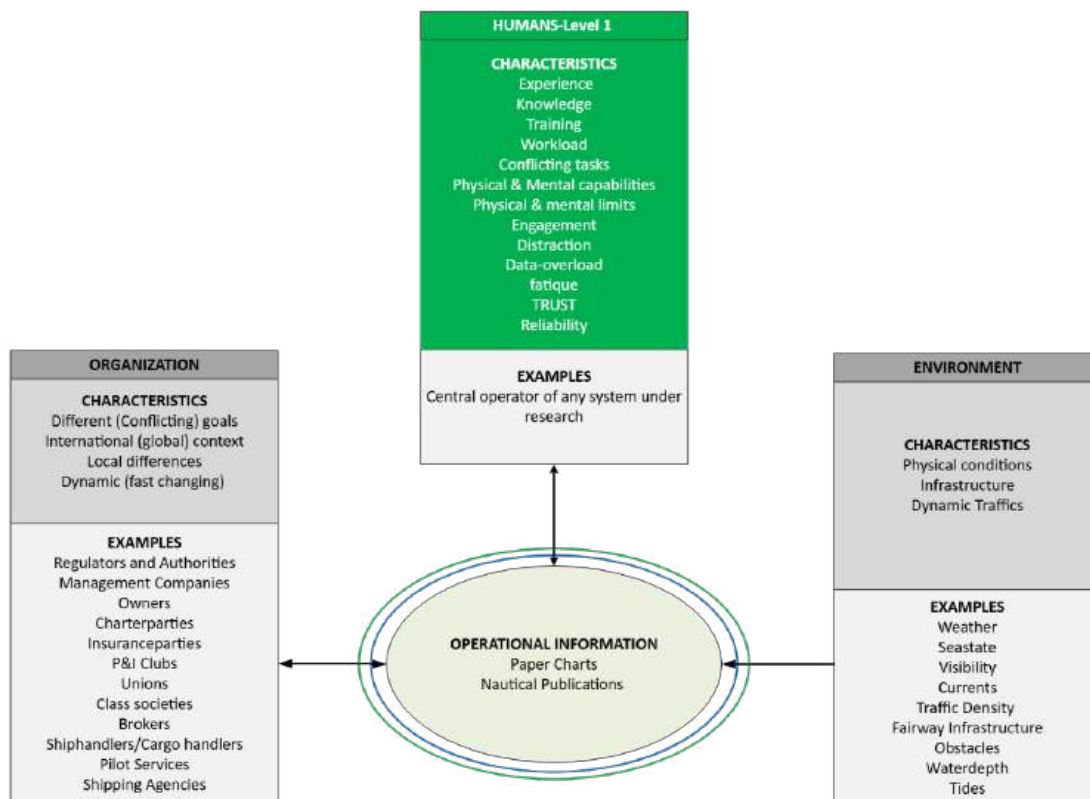 HUMANS-Level 1
CHARACTERISTICS
Experience
Knowledge
Training
Workload
Conflicting tasks
Physical & Mental capabilities
Physical & mental limits
Engagement
Distraction
Data-overload
fatique
TRUST
Reliability
EXAMPLES
Central operator of any system under
research
ORGANIZATION
CHARACTERISTICS
Different (Conflicting) goals
International (global) context
Local differences
Dynamic (fast changing)
EXAMPLES
Regulators and Authorities
Management Companies
Owners
Charterparties
Insuranceparties
P&I Clubs
Unions
Class societies
Brokers
Shiphandlers/Cargo handlers
Pilot Services
Shipping Agencies
OPERATIONAL INFORMATION
Paper Charts
Nautical Publications
ENVIRONMENT
CHARACTERISTICS
Physical conditions
Infrastructure
Dynamic Traffics
EXAMPLES
Weather
Seastate
Visibility
Currents
Traffic Density
Fairway Infrastructure
Obstacles
Waterdepth
Tides